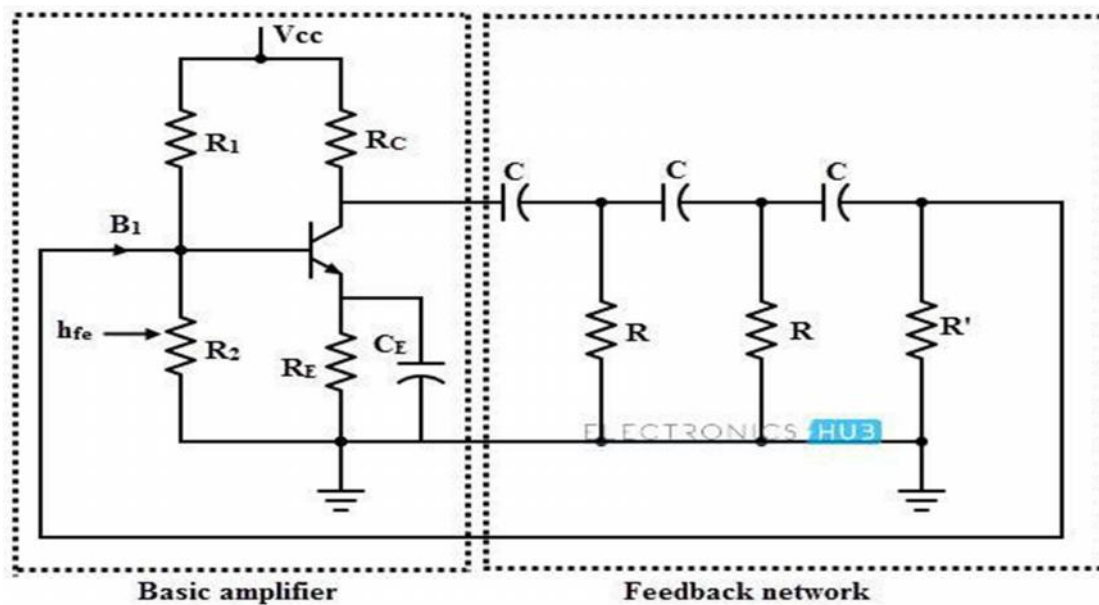 Vcc
R1
RC
C
C
C
B1
hfe
R2
RE
CE
R
R
R'
ELECTRONICS HUB
Basic amplifier
Feedback network